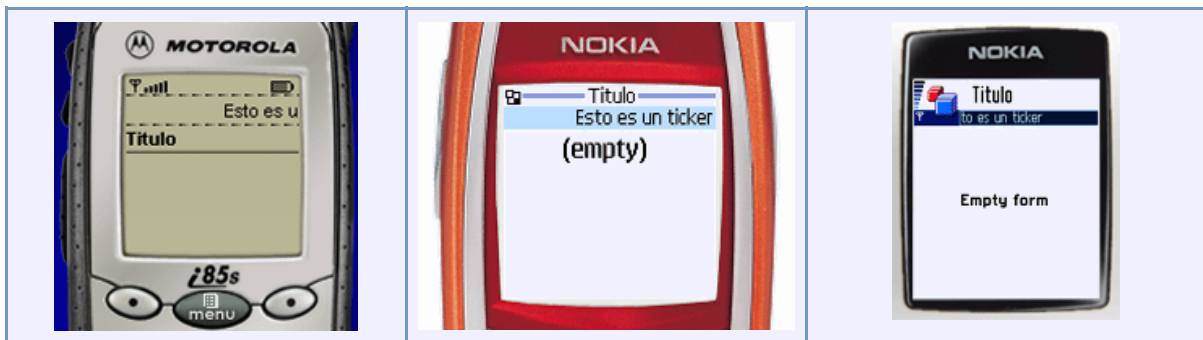 MOTOROLA
Esto es u
Titulo
i85s
menu
NOKIA
Titulo
Esto es un ticker
(empty)
NOKIA
Titulo
to es un ticker
Empty form